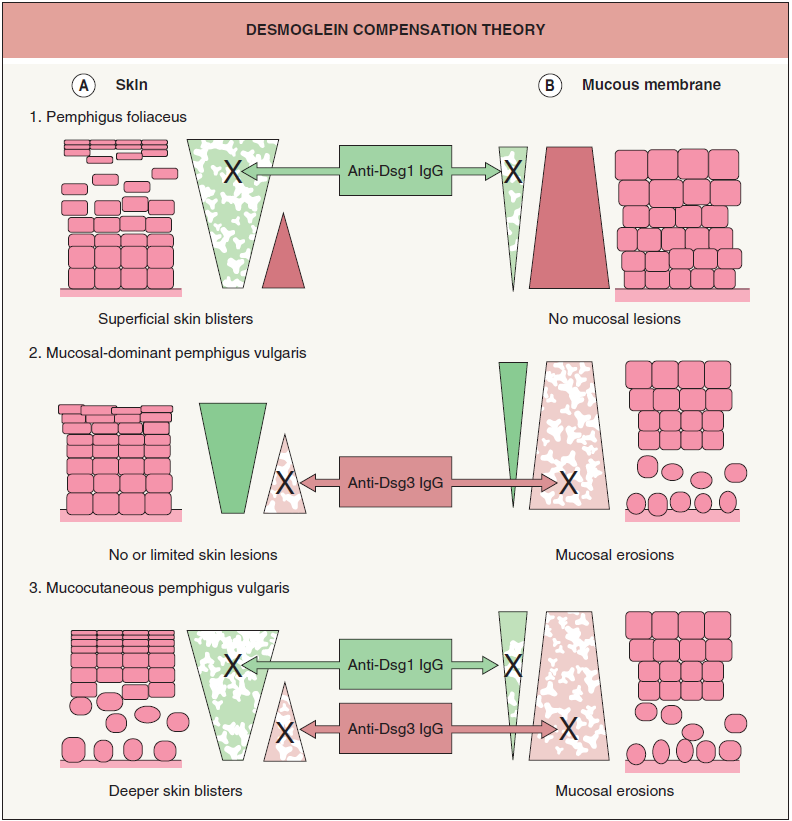 DESMOGLEIN COMPENSATION THEORY
A Skin
B Mucous membrane
1. Pemphigus foliaceus
X
Anti-Dsg1 IgG
X
Superficial skin blisters
No mucosal lesions
2. Mucosal-dominant pemphigus vulgaris
X
Anti-Dsg3 IgG
X
No or limited skin lesions
Mucosal erosions
3. Mucocutaneous pemphigus vulgaris
X
Anti-Dsg1 IgG
X
X
Anti-Dsg3 IgG
X
Deeper skin blisters
Mucosal erosions